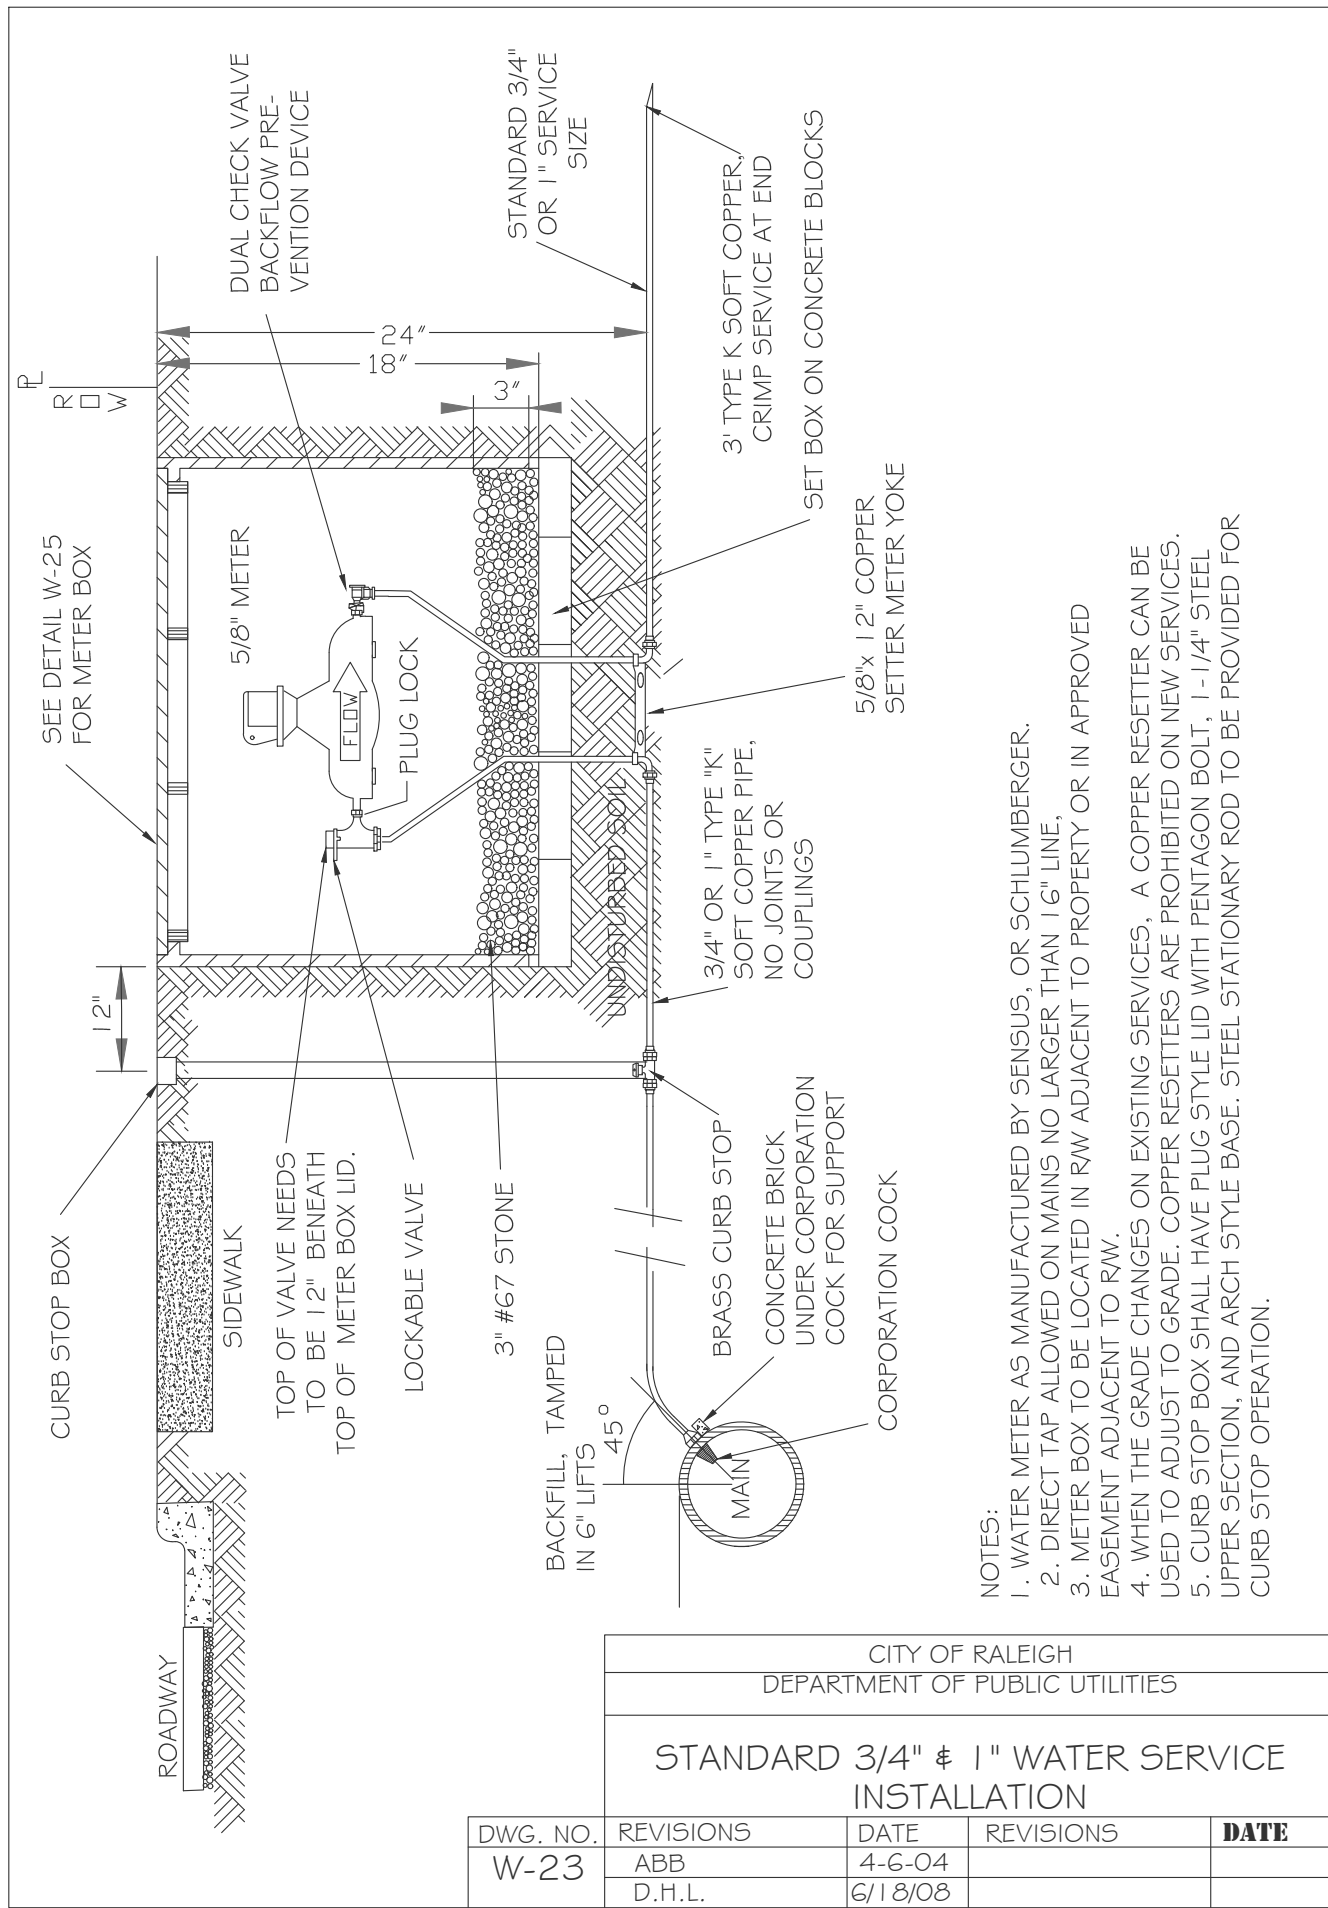 ℄
R
O
W
SEE DETAIL W-25
FOR METER BOX
DUAL CHECK VALVE
BACKFLOW PRE-
VENTION DEVICE
12"
5/8" METER
FLOW
PLUG LOCK
24"
18"
3"
STANDARD 3/4"
OR 1" SERVICE
SIZE
CURB STOP BOX
ROADWAY
SIDEWALK
TOP OF VALVE NEEDS
TO BE 12" BENEATH
TOP OF METER BOX LID.
LOCKABLE VALVE
3" #67 STONE
UNDISTURBED SOIL
3' TYPE K SOFT COPPER,
CRIMP SERVICE AT END
SET BOX ON CONCRETE BLOCKS
5/8"x 12" COPPER
SETTER METER YOKE
3/4" OR 1" TYPE "K"
SOFT COPPER PIPE,
NO JOINTS OR
COUPLINGS
BACKFILL, TAMPED
IN 6" LIFTS
45°
MAIN
BRASS CURB STOP
CONCRETE BRICK
UNDER CORPORATION
COCK FOR SUPPORT
CORPORATION COCK
NOTES:
1. WATER METER AS MANUFACTURED BY SENSUS, OR SCHLUMBERGER.
2. DIRECT TAP ALLOWED ON MAINS NO LARGER THAN 16" LINE,
3. METER BOX TO BE LOCATED IN R/W ADJACENT TO PROPERTY OR IN APPROVED
EASEMENT ADJACENT TO R/W.
4. WHEN THE GRADE CHANGES ON EXISTING SERVICES, A COPPER RESETTER CAN BE
USED TO ADJUST TO GRADE. COPPER RESETTERS ARE PROHIBITED ON NEW SERVICES.
5. CURB STOP BOX SHALL HAVE PLUG STYLE LID WITH PENTAGON BOLT, 1-1/4" STEEL
UPPER SECTION, AND ARCH STYLE BASE. STEEL STATIONARY ROD TO BE PROVIDED FOR
CURB STOP OPERATION.
CITY OF RALEIGH
DEPARTMENT OF PUBLIC UTILITIES
STANDARD 3/4" & 1" WATER SERVICE
INSTALLATION
DWG. NO. REVISIONS DATE REVISIONS DATE
W-23 ABB 4-6-04
D.H.L. 6/18/08